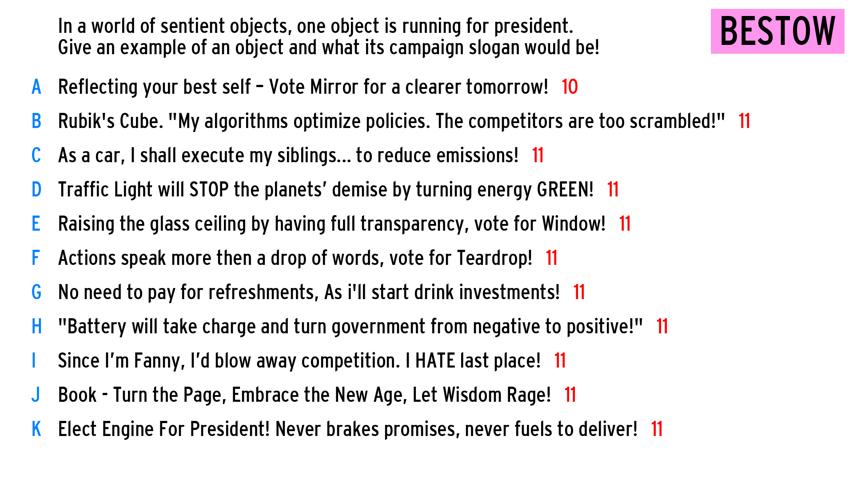 In a world of sentient objects, one object is running for president.
Give an example of an object and what its campaign slogan would be!
BESTOW
A Reflecting your best self – Vote Mirror for a clearer tomorrow! 10
B Rubik's Cube. "My algorithms optimize policies. The competitors are too scrambled!" 11
C As a car, I shall execute my siblings... to reduce emissions! 11
D Traffic Light will STOP the planets’ demise by turning energy GREEN! 11
E Raising the glass ceiling by having full transparency, vote for Window! 11
F Actions speak more then a drop of words, vote for Teardrop! 11
G No need to pay for refreshments, As i'll start drink investments! 11
H "Battery will take charge and turn government from negative to positive!" 11
I Since I’m Fanny, I’d blow away competition. I HATE last place! 11
J Book - Turn the Page, Embrace the New Age, Let Wisdom Rage! 11
K Elect Engine For President! Never brakes promises, never fuels to deliver! 11